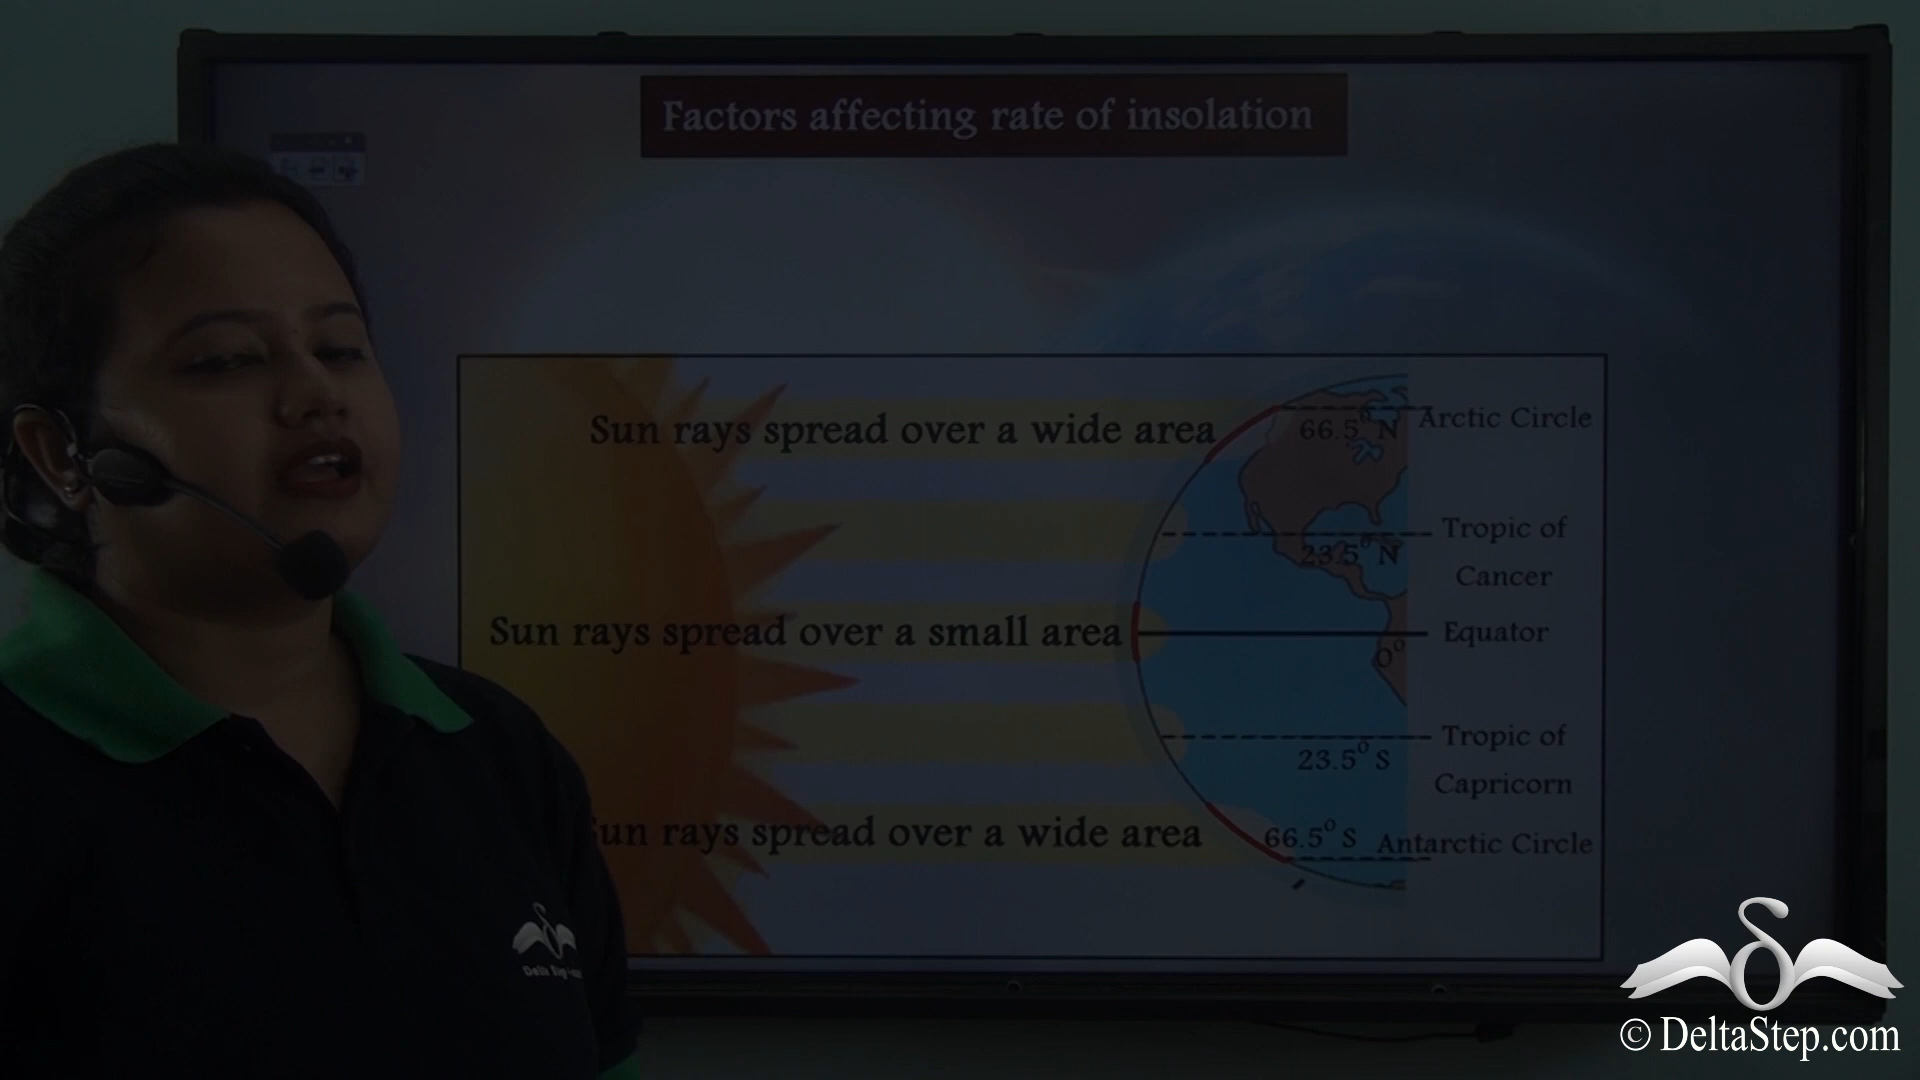 Factors affecting rate of insolation
Sun rays spread over a wide area
66.5° N
Arctic Circle
23.5° N
Tropic of
Cancer
Sun rays spread over a small area
0°
Equator
23.5° S
Tropic of
Capricorn
un rays spread over a wide area
66.5° S
Antarctic Circle
Delta Step
© DeltaStep.com